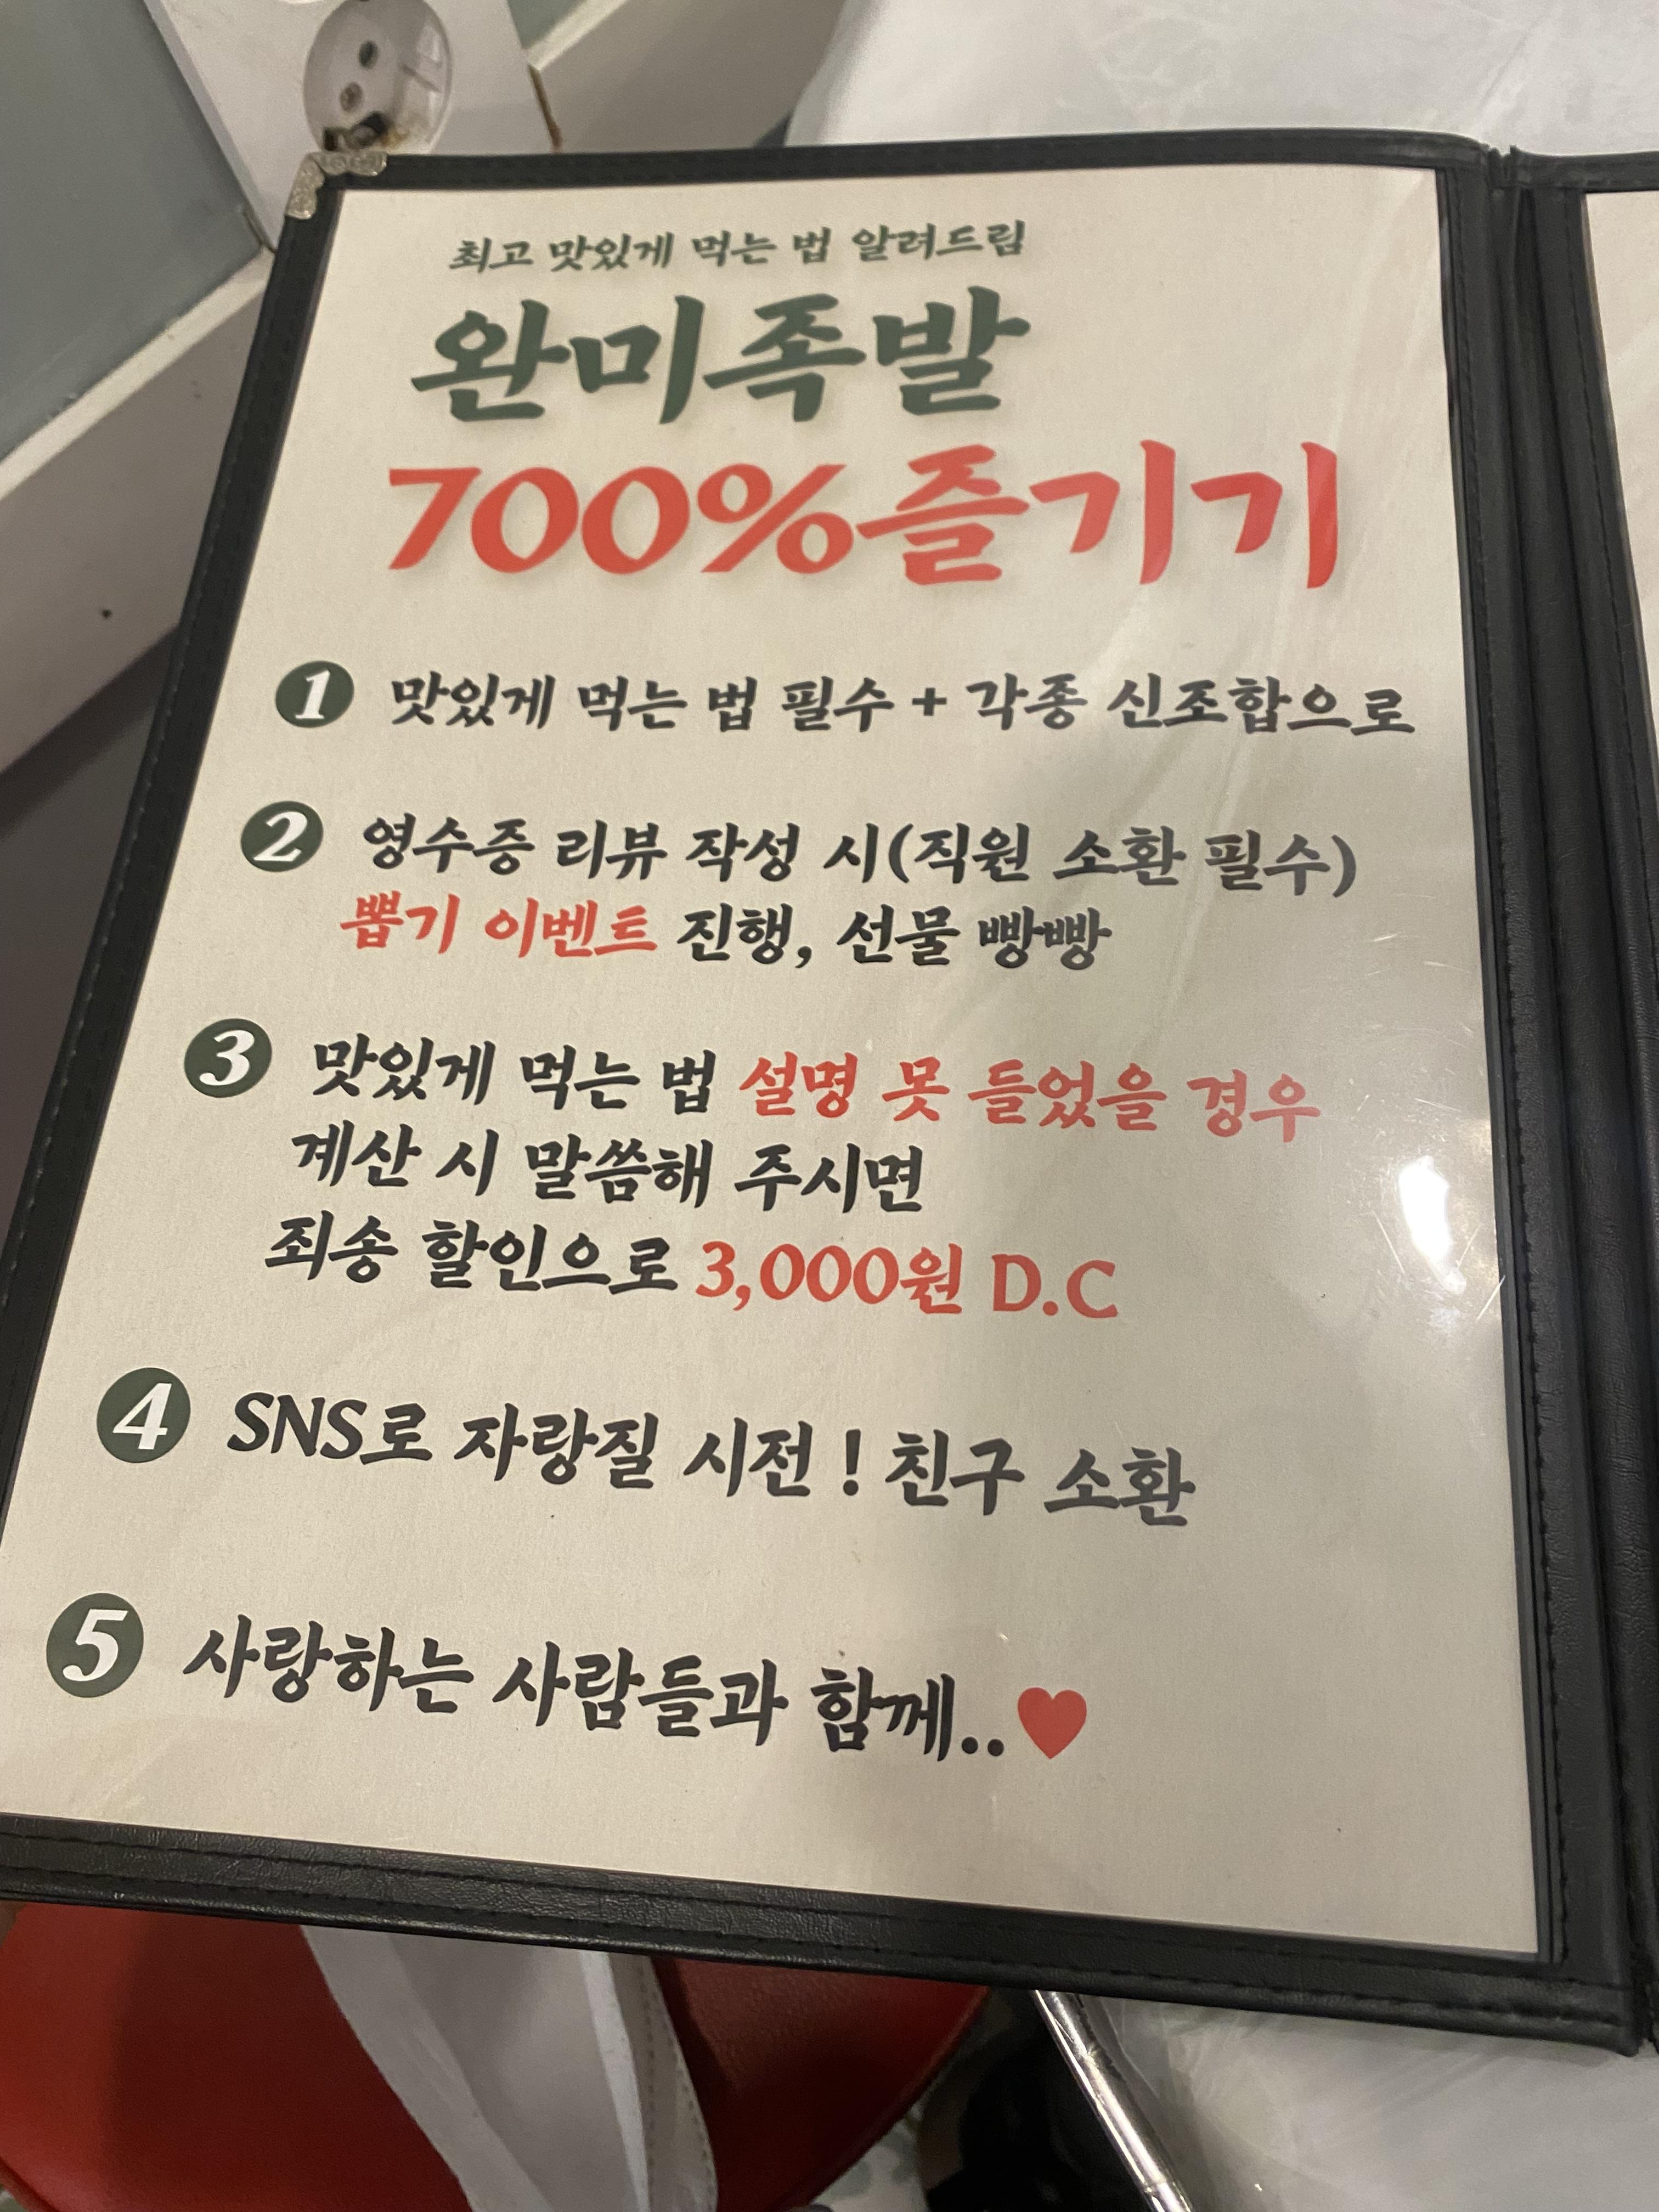 최고 맛있게 먹는 법 알려드립
완미족발
700%즐기기
1 맛있게 먹는 법 필수 + 각종 신조합으로
2 영수증 리뷰 작성 시(직원 소환 필수)
뽑기 이벤트 진행, 선물 빵빵
3 맛있게 먹는 법 설명 못 들었을 경우
계산 시 말씀해 주시면
죄송 할인으로 3,000원 D.C
4 SNS로 자랑질 시전 ! 친구 소환
5 사랑하는 사람들과 함께..♥